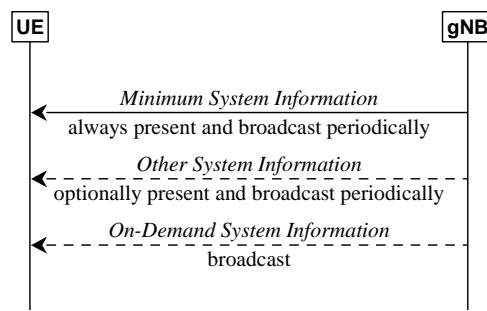 UE
gNB
Minimum System Information
always present and broadcast periodically
Other System Information
optionally present and broadcast periodically
On-Demand System Information
broadcast